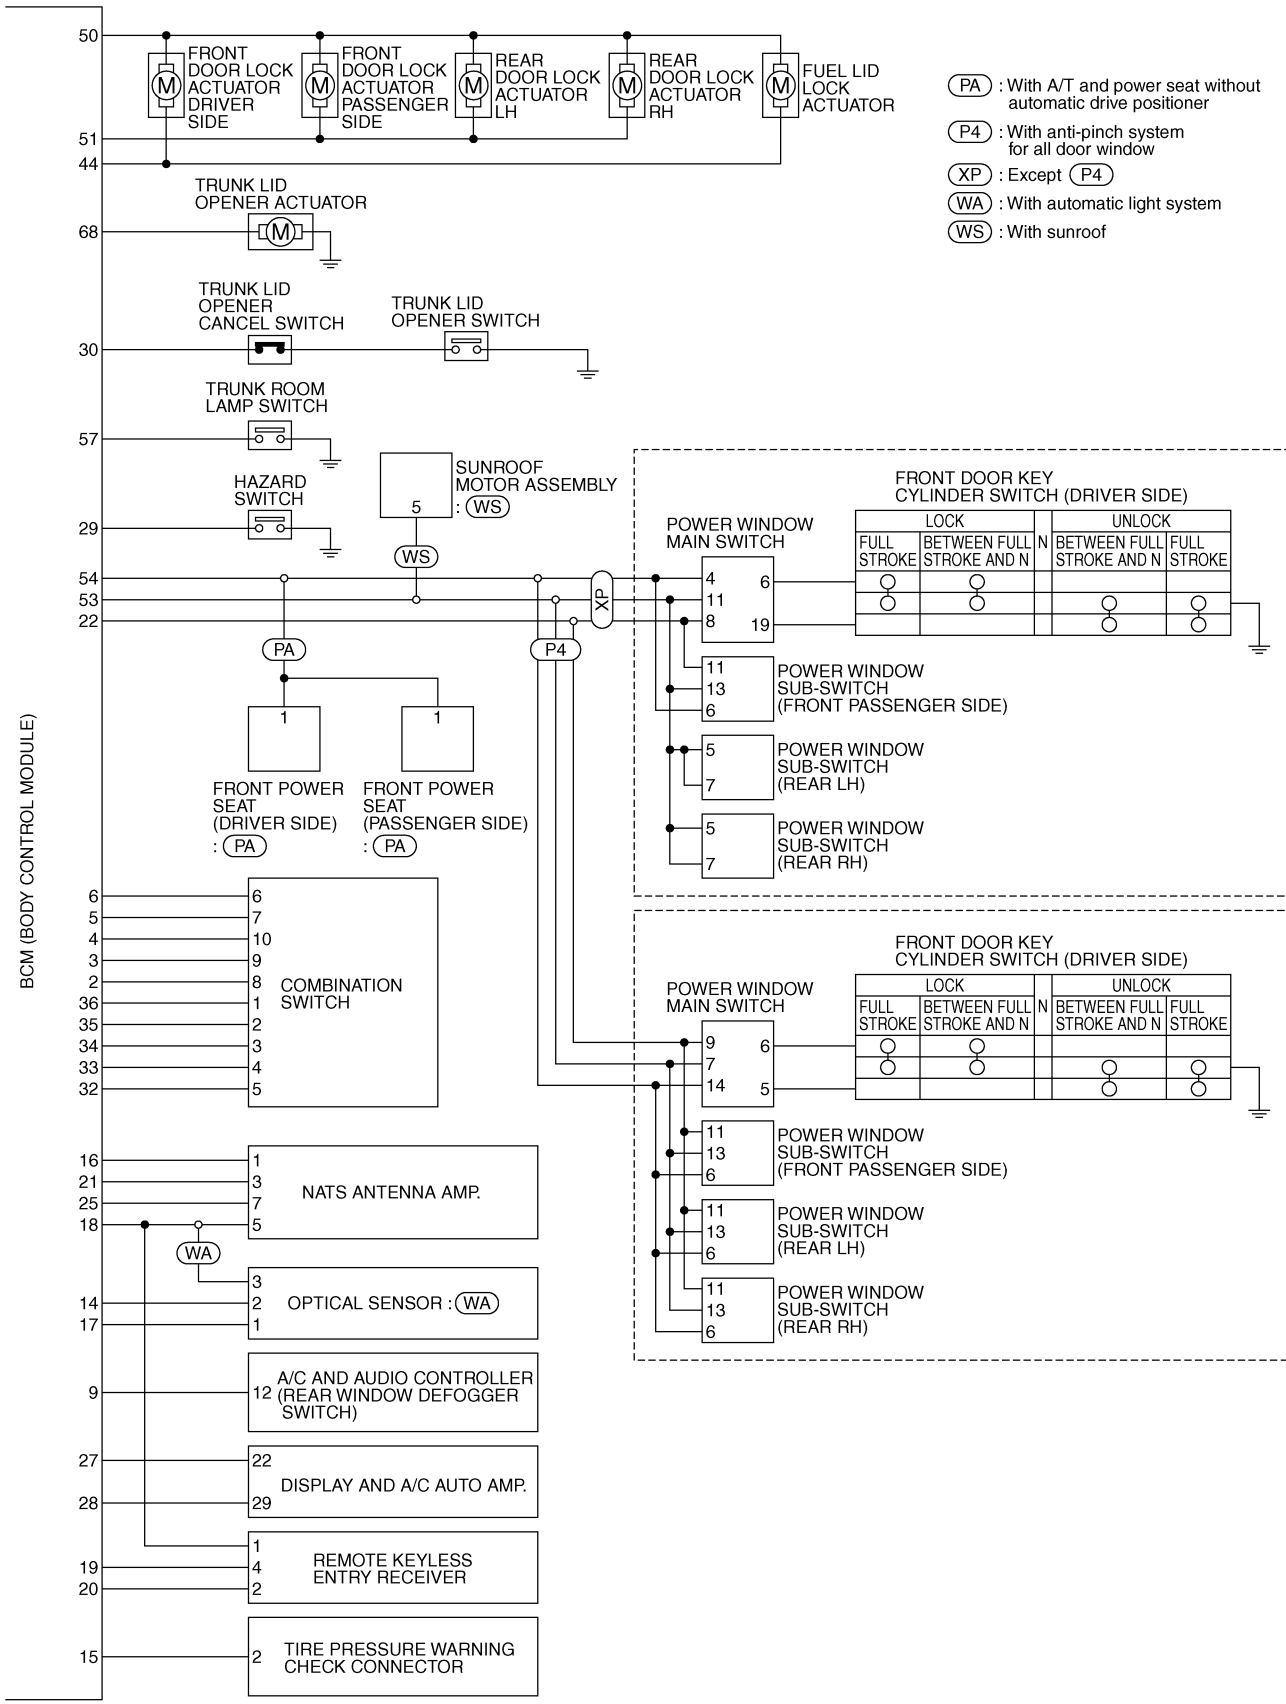 50
FRONT
DOOR LOCK
ACTUATOR
DRIVER
SIDE
M
FRONT
DOOR LOCK
ACTUATOR
PASSENGER
SIDE
M
REAR
DOOR LOCK
ACTUATOR
LH
M
REAR
DOOR LOCK
ACTUATOR
RH
M
FUEL LID
LOCK
ACTUATOR
M
51
44
PA : With A/T and power seat without
automatic drive positioner
P4 : With anti-pinch system
for all door window
XP : Except P4
WA : With automatic light system
WS : With sunroof
TRUNK LID
OPENER ACTUATOR
68
M
TRUNK LID
OPENER
CANCEL SWITCH
TRUNK LID
OPENER SWITCH
30
TRUNK ROOM
LAMP SWITCH
57
HAZARD
SWITCH
29
SUNROOF
MOTOR ASSEMBLY
: WS
5
WS
54
53
22
XP
PA
P4
1
1
FRONT POWER
SEAT
(DRIVER SIDE)
: PA
FRONT POWER
SEAT
(PASSENGER SIDE)
: PA
FRONT DOOR KEY
CYLINDER SWITCH (DRIVER SIDE)
POWER WINDOW
MAIN SWITCH
LOCK
N
UNLOCK
FULL
STROKE
BETWEEN FULL
STROKE AND N
BETWEEN FULL
STROKE AND N
FULL
STROKE
4
6
11
8
19
11
13
6
POWER WINDOW
SUB-SWITCH
(FRONT PASSENGER SIDE)
5
7
POWER WINDOW
SUB-SWITCH
(REAR LH)
5
7
POWER WINDOW
SUB-SWITCH
(REAR RH)
BCM (BODY CONTROL MODULE)
6
6
5
7
4
10
3
9
2
8
36
1
35
2
34
3
33
4
32
5
COMBINATION
SWITCH
FRONT DOOR KEY
CYLINDER SWITCH (DRIVER SIDE)
POWER WINDOW
MAIN SWITCH
LOCK
N
UNLOCK
FULL
STROKE
BETWEEN FULL
STROKE AND N
BETWEEN FULL
STROKE AND N
FULL
STROKE
9
6
7
14
5
11
13
6
POWER WINDOW
SUB-SWITCH
(FRONT PASSENGER SIDE)
11
13
6
POWER WINDOW
SUB-SWITCH
(REAR LH)
11
13
6
POWER WINDOW
SUB-SWITCH
(REAR RH)
16
1
21
3
25
7
18
5
NATS ANTENNA AMP.
WA
3
14
2
17
1
OPTICAL SENSOR : WA
9
12
A/C AND AUDIO CONTROLLER
(REAR WINDOW DEFOGGER
SWITCH)
27
22
28
29
DISPLAY AND A/C AUTO AMP.
1
19
4
20
2
REMOTE KEYLESS
ENTRY RECEIVER
15
2
TIRE PRESSURE WARNING
CHECK CONNECTOR